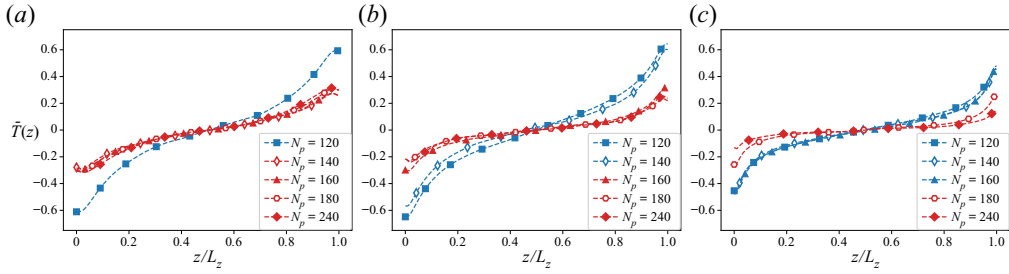 (a)
(b)
(c)
T̃(z)
0.6
0.4
0.2
0
−0.2
−0.4
−0.6
N_p = 120
N_p = 140
N_p = 160
N_p = 180
N_p = 240
0 0.2 0.4 0.6 0.8 1.0
z/L_z
0.6
0.4
0.2
0
−0.2
−0.4
−0.6
N_p = 120
N_p = 140
N_p = 160
N_p = 180
N_p = 240
0 0.2 0.4 0.6 0.8 1.0
z/L_z
0.6
0.4
0.2
0
−0.2
−0.4
−0.6
N_p = 120
N_p = 140
N_p = 160
N_p = 180
N_p = 240
0 0.2 0.4 0.6 0.8 1.0
z/L_z